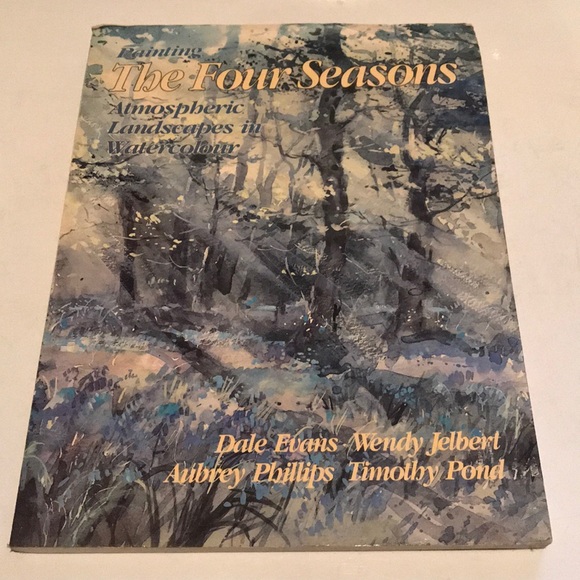 Painting
The Four Seasons
Atmospheric
Landscapes in
Watercolour
Dale Evans Wendy Jelbert
Aubrey Phillips Timothy Pond